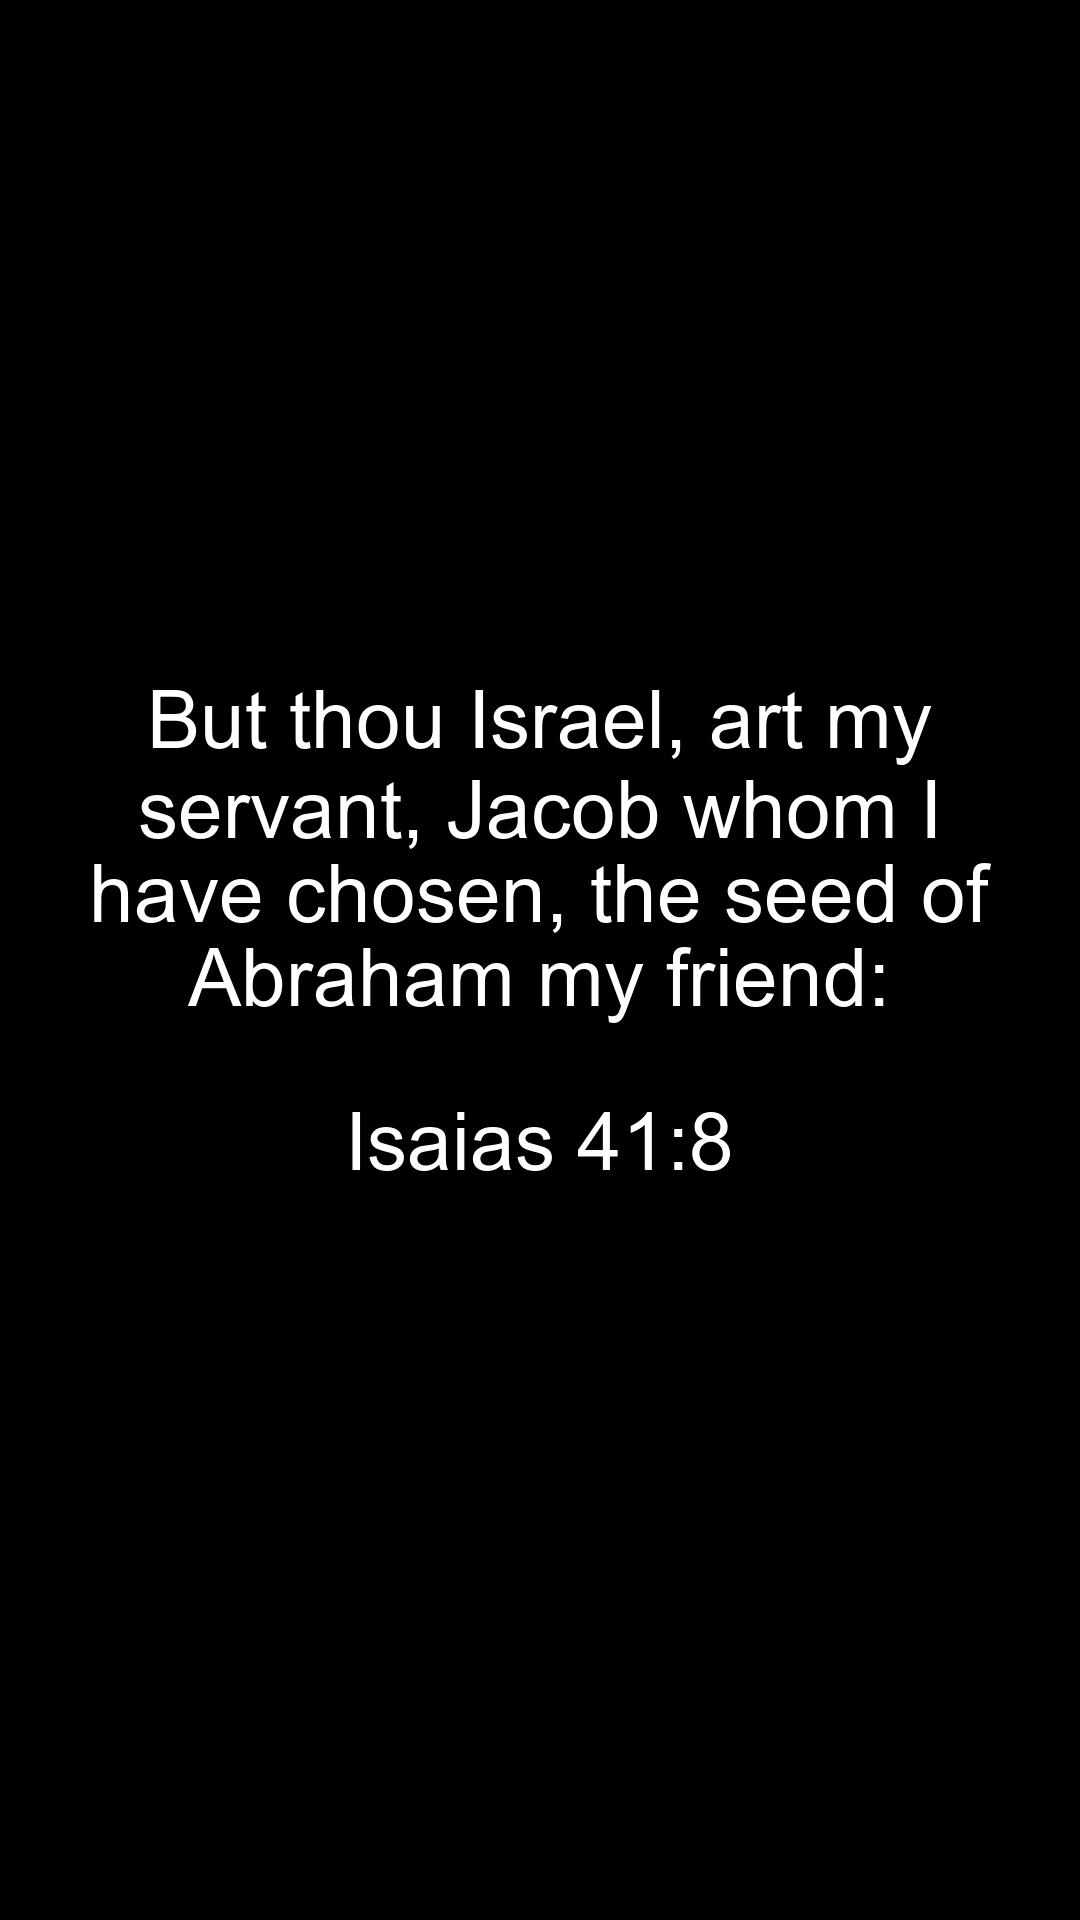 But thou Israel, art my
servant, Jacob whom I
have chosen, the seed of
Abraham my friend:
Isaias 41:8